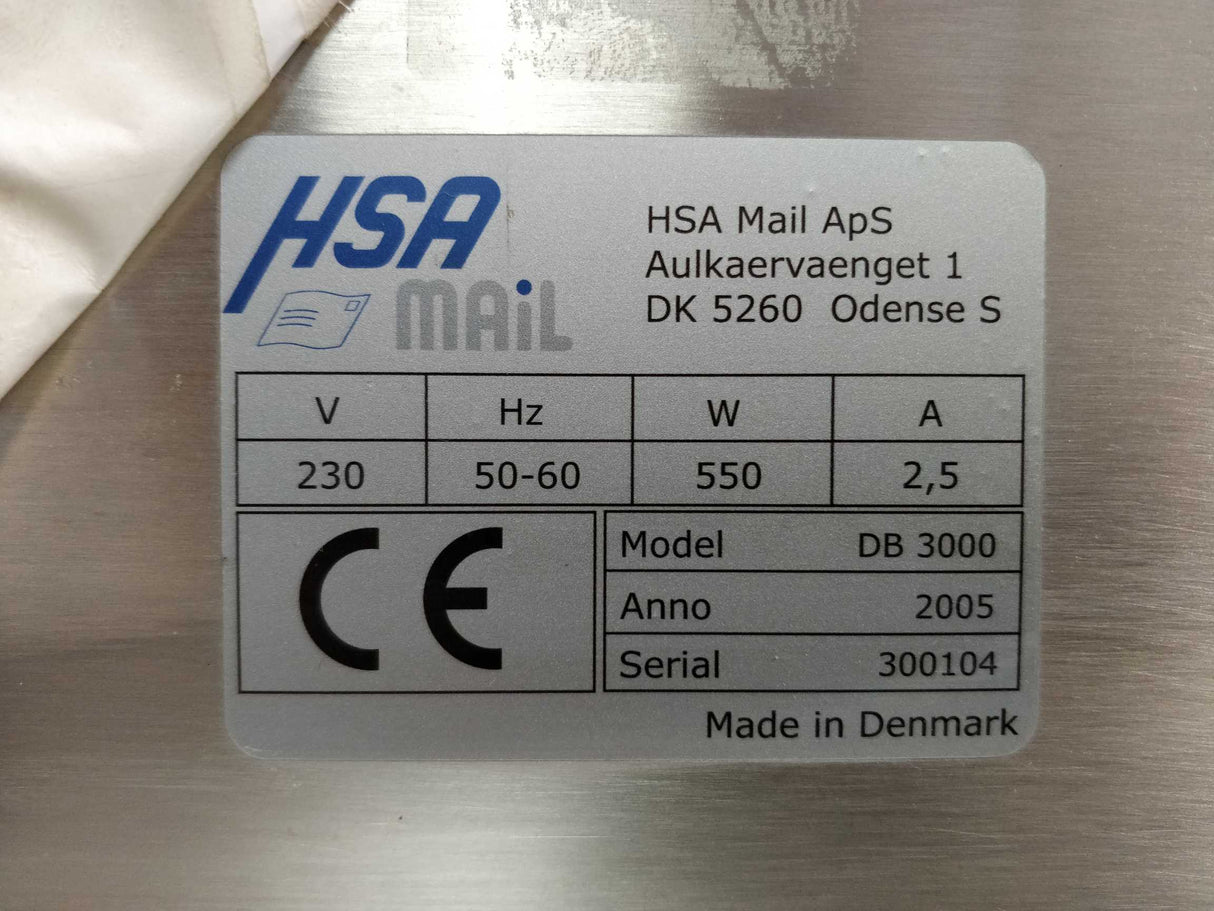 HSA
MAiL
HSA Mail ApS
Aulkaervaenget 1
DK 5260 Odense S
V Hz W A
230 50-60 550 2,5
CE
Model DB 3000
Anno 2005
Serial 300104
Made in Denmark